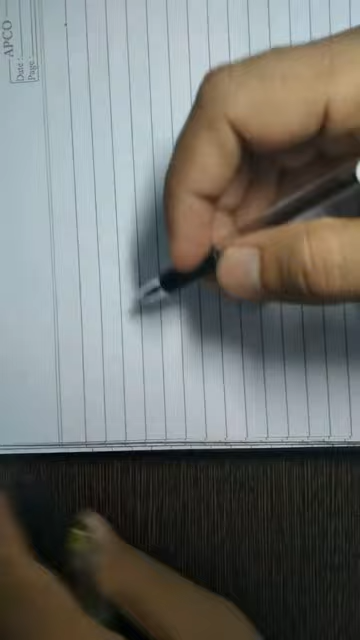 APCO
Date :
Page :